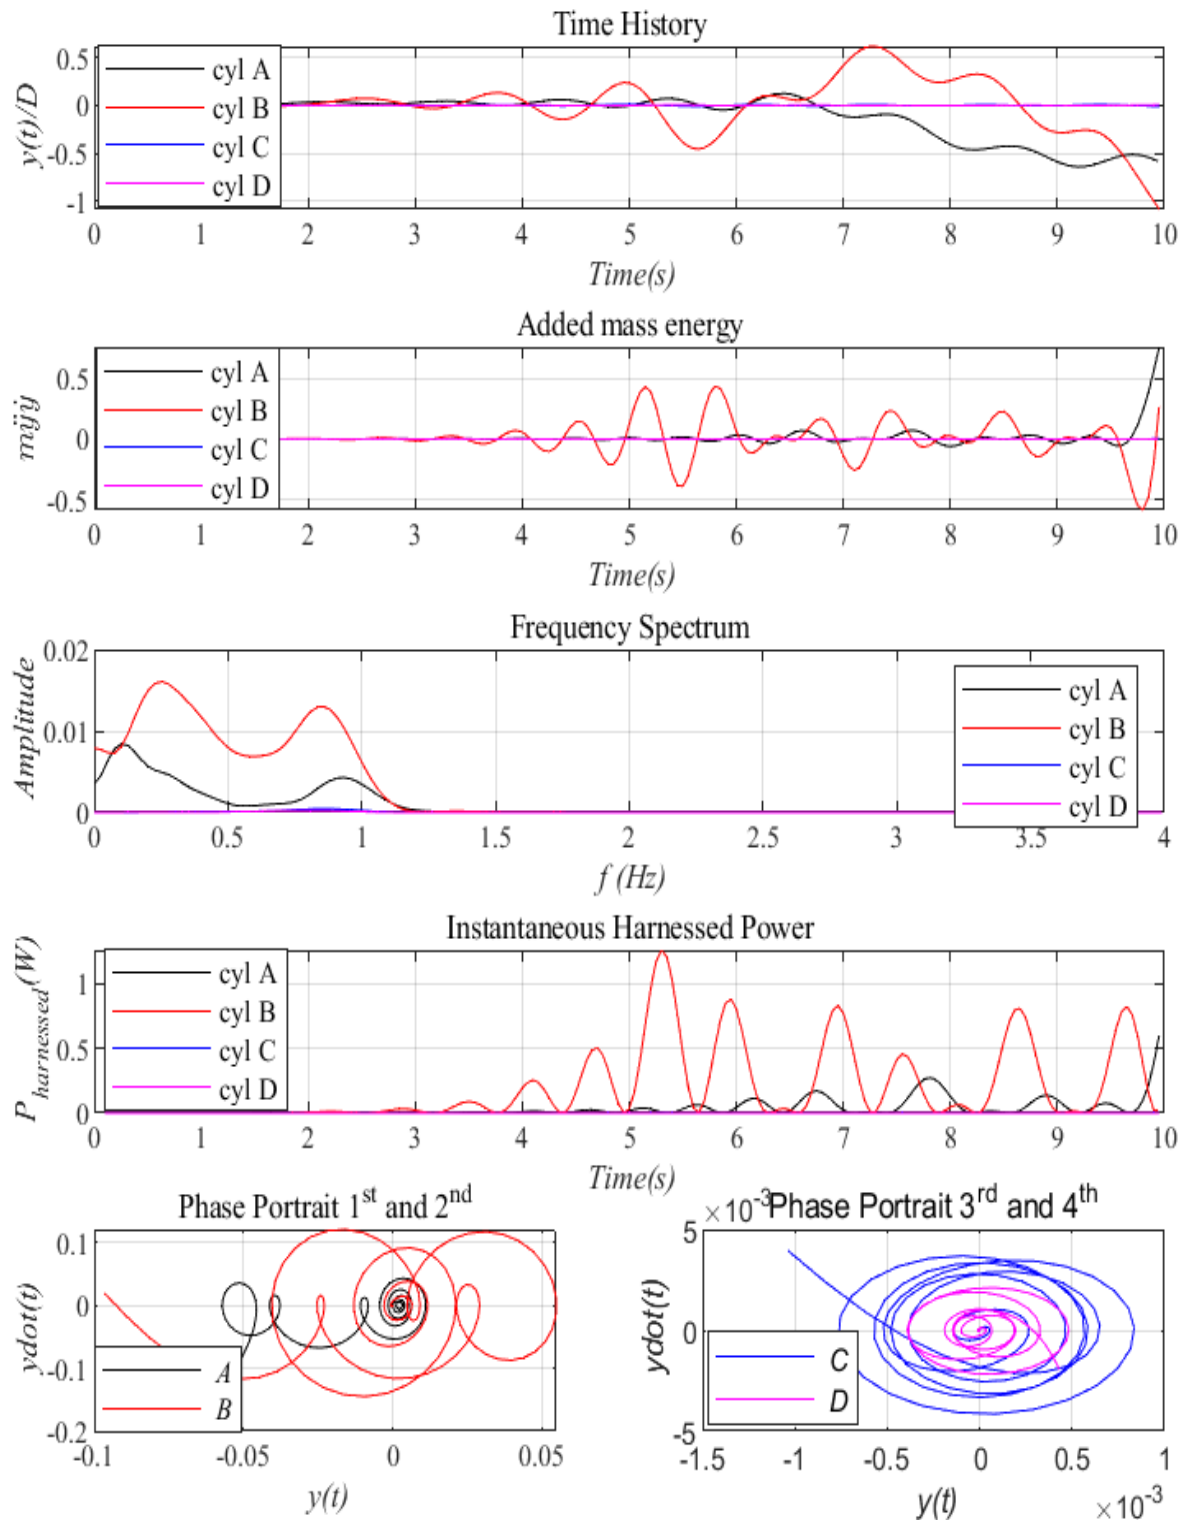 Time History
y(t)/D
0.5
0
-0.5
-1
cyl A
cyl B
cyl C
cyl D
0 1 2 3 4 5 6 7 8 9 10
Time(s)
Added mass energy
mÿẏ
0.5
0
-0.5
cyl A
cyl B
cyl C
cyl D
0 1 2 3 4 5 6 7 8 9 10
Time(s)
Frequency Spectrum
Amplitude
0.02
0.01
0
cyl A
cyl B
cyl C
cyl D
0 0.5 1 1.5 2 2.5 3 3.5 4
f (Hz)
Instantaneous Harnessed Power
P harnessed (W)
1
0.5
0
cyl A
cyl B
cyl C
cyl D
0 1 2 3 4 5 6 7 8 9 10
Time(s)
Phase Portrait 1st and 2nd
ydot(t)
0.1
0
-0.1
-0.2
A
B
-0.1 -0.05 0 0.05
y(t)
×10-3 Phase Portrait 3rd and 4th
ydot(t)
5
0
-5
C
D
-1.5 -1 -0.5 0 0.5 1
y(t) ×10-3